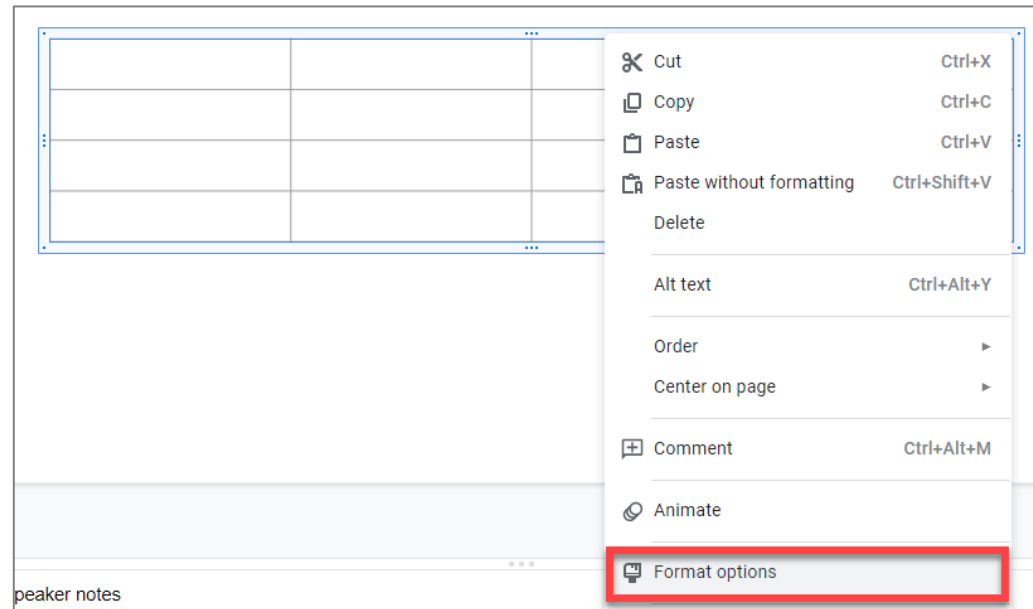 Cut Ctrl+X
Copy Ctrl+C
Paste Ctrl+V
Paste without formatting Ctrl+Shift+V
Delete
Alt text Ctrl+Alt+Y
Order
Center on page
Comment Ctrl+Alt+M
Animate
Format options
peaker notes